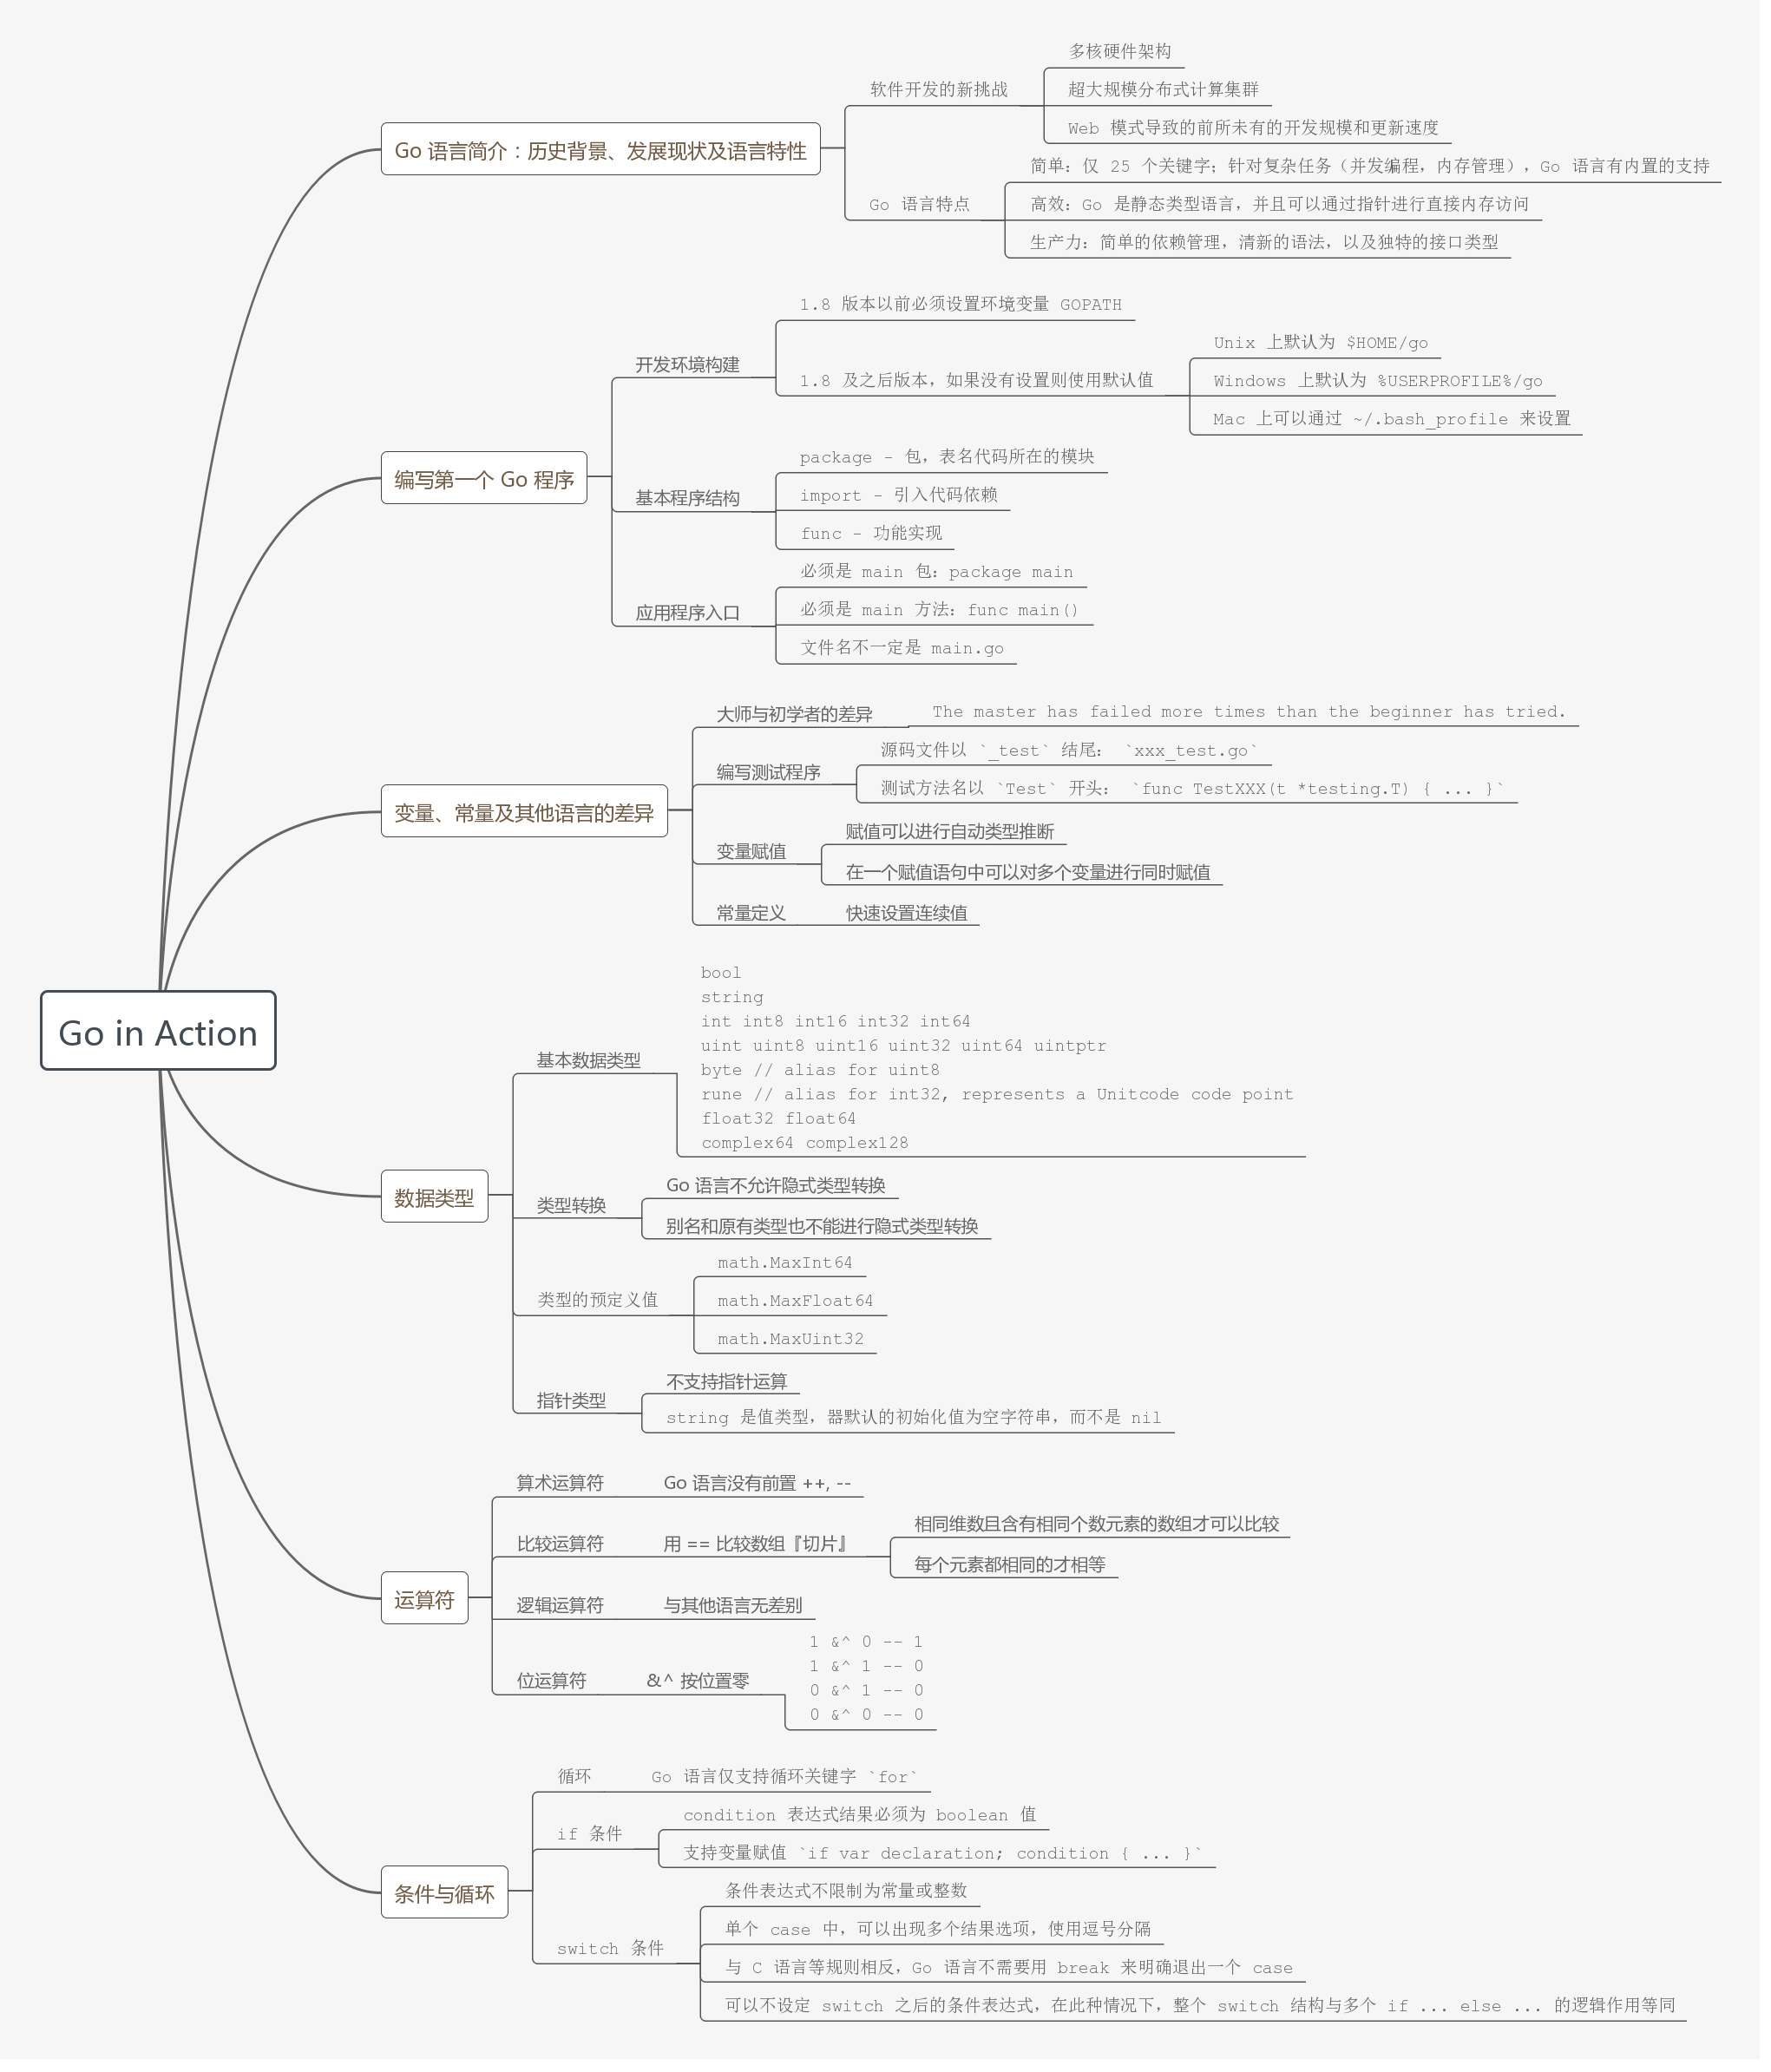 Go in Action
Go 语言简介：历史背景、发展现状及语言特性
软件开发的新挑战
多核硬件架构
超大规模分布式计算集群
Web 模式导致的前所未有的开发规模和更新速度
Go 语言特点
简单：仅 25 个关键字；针对复杂任务（并发编程，内存管理），Go 语言有内置的支持
高效：Go 是静态类型语言，并且可以通过指针进行直接内存访问
生产力：简单的依赖管理，清新的语法，以及独特的接口类型
编写第一个 Go 程序
开发环境构建
1.8 版本以前必须设置环境变量 GOPATH
1.8 及之后版本，如果没有设置则使用默认值
Unix 上默认为 $HOME/go
Windows 上默认为 %USERPROFILE%/go
Mac 上可以通过 ~/.bash_profile 来设置
基本程序结构
package - 包，表名代码所在的模块
import - 引入代码依赖
func - 功能实现
应用程序入口
必须是 main 包：package main
必须是 main 方法：func main()
文件名不一定是 main.go
变量、常量及其他语言的差异
大师与初学者的差异
The master has failed more times than the beginner has tried.
编写测试程序
源码文件以 `_test` 结尾： `xxx_test.go`
测试方法名以 `Test` 开头： `func TestXXX(t *testing.T) { ... }`
变量赋值
赋值可以进行自动类型推断
在一个赋值语句中可以对多个变量进行同时赋值
常量定义
快速设置连续值
数据类型
基本数据类型
bool
string
int int8 int16 int32 int64
uint uint8 uint16 uint32 uint64 uintptr
byte // alias for uint8
rune // alias for int32, represents a Unitcode code point
float32 float64
complex64 complex128
类型转换
Go 语言不允许隐式类型转换
别名和原有类型也不能进行隐式类型转换
类型的预定义值
math.MaxInt64
math.MaxFloat64
math.MaxUint32
指针类型
不支持指针运算
string 是值类型，器默认的初始化值为空字符串，而不是 nil
运算符
算术运算符
Go 语言没有前置 ++, --
比较运算符
用 == 比较数组『切片』
相同维数且含有相同个数元素的数组才可以比较
每个元素都相同的才相等
逻辑运算符
与其他语言无差别
位运算符
&^ 按位置零
1 &^ 0 -- 1
1 &^ 1 -- 0
0 &^ 1 -- 0
0 &^ 0 -- 0
条件与循环
循环
Go 语言仅支持循环关键字 `for`
if 条件
condition 表达式结果必须为 boolean 值
支持变量赋值 `if var declaration; condition { ... }`
switch 条件
条件表达式不限制为常量或整数
单个 case 中，可以出现多个结果选项，使用逗号分隔
与 C 语言等规则相反，Go 语言不需要用 break 来明确退出一个 case
可以不设定 switch 之后的条件表达式，在此种情况下，整个 switch 结构与多个 if ... else ... 的逻辑作用等同